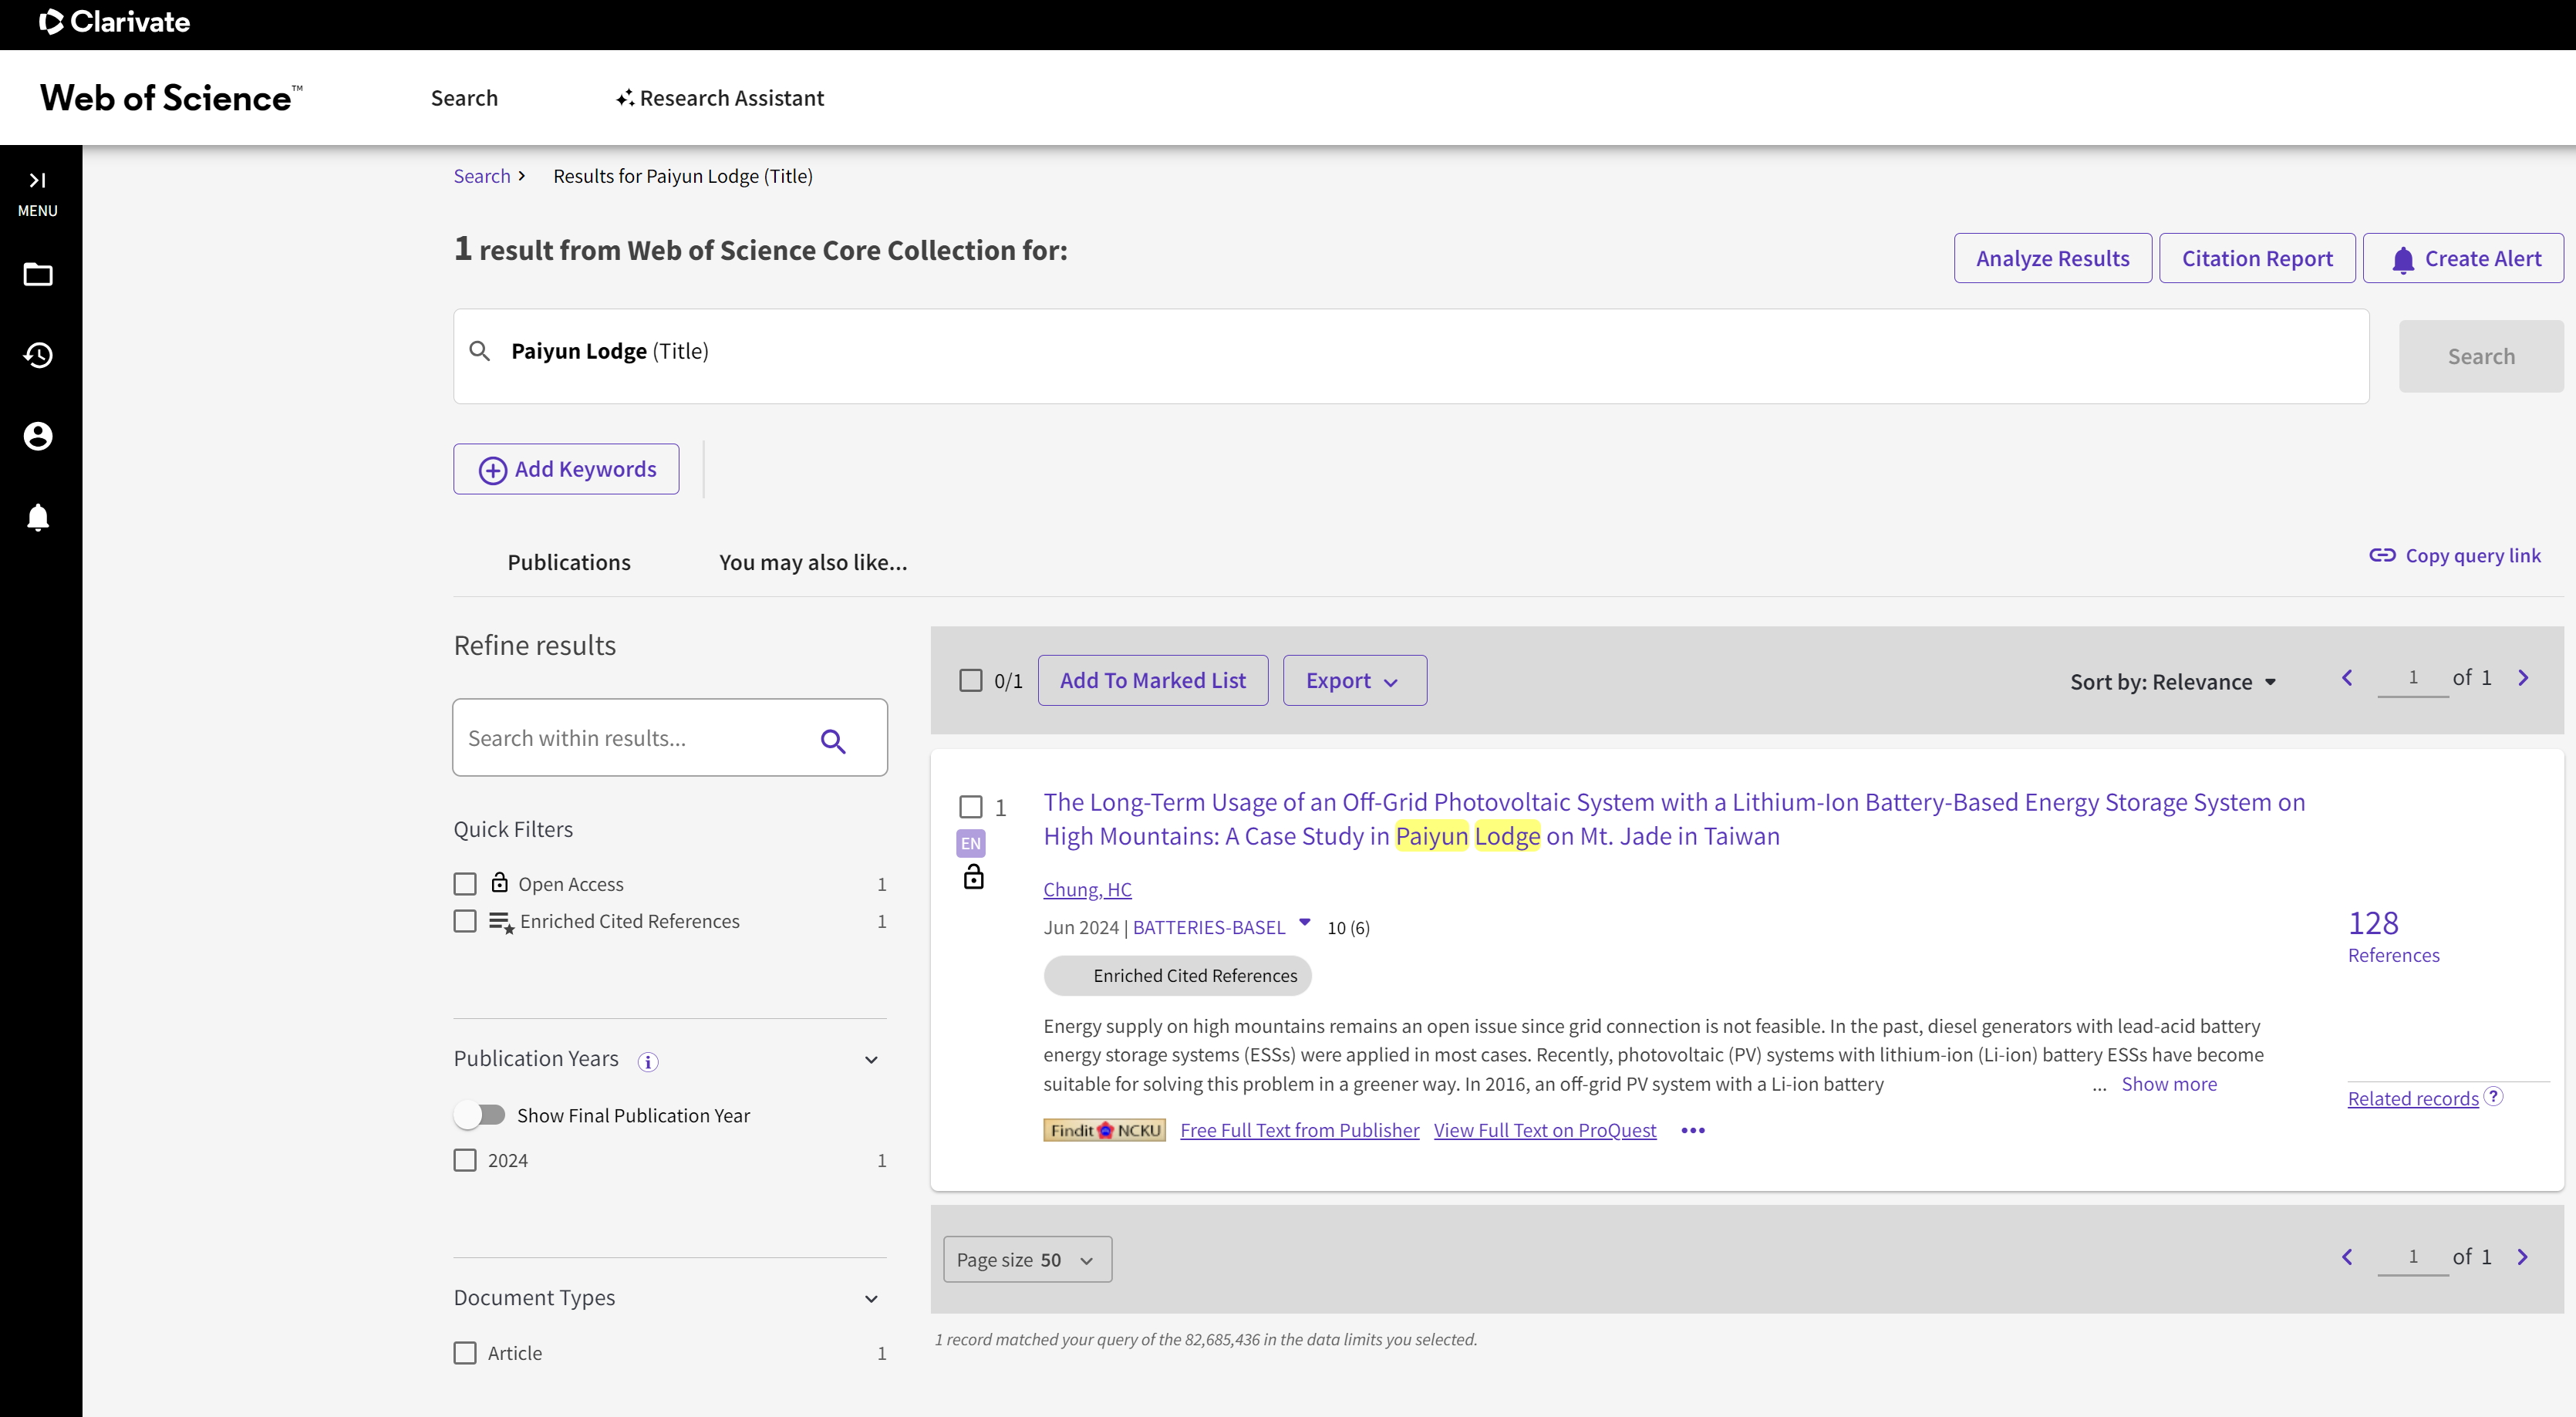 Clarivate
Web of Science™
Search
Research Assistant
MENU
Search > Results for Paiyun Lodge (Title)
1 result from Web of Science Core Collection for:
Analyze Results
Citation Report
Create Alert
Paiyun Lodge (Title)
Search
Add Keywords
Publications
You may also like...
Copy query link
Refine results
Search within results...
Quick Filters
Open Access 1
Enriched Cited References 1
Publication Years
Show Final Publication Year
2024 1
Document Types
Article 1
0/1
Add To Marked List
Export
Sort by: Relevance
1 of 1
1
EN
The Long-Term Usage of an Off-Grid Photovoltaic System with a Lithium-Ion Battery-Based Energy Storage System on
High Mountains: A Case Study in Paiyun Lodge on Mt. Jade in Taiwan
Chung, HC
Jun 2024 | BATTERIES-BASEL 10 (6)
Enriched Cited References
Energy supply on high mountains remains an open issue since grid connection is not feasible. In the past, diesel generators with lead-acid battery
energy storage systems (ESSs) were applied in most cases. Recently, photovoltaic (PV) systems with lithium-ion (Li-ion) battery ESSs have become
suitable for solving this problem in a greener way. In 2016, an off-grid PV system with a Li-ion battery ... Show more
Findit NCKU Free Full Text from Publisher View Full Text on ProQuest •••
128
References
Related records ?
Page size 50
1 of 1
1 record matched your query of the 82,685,436 in the data limits you selected.